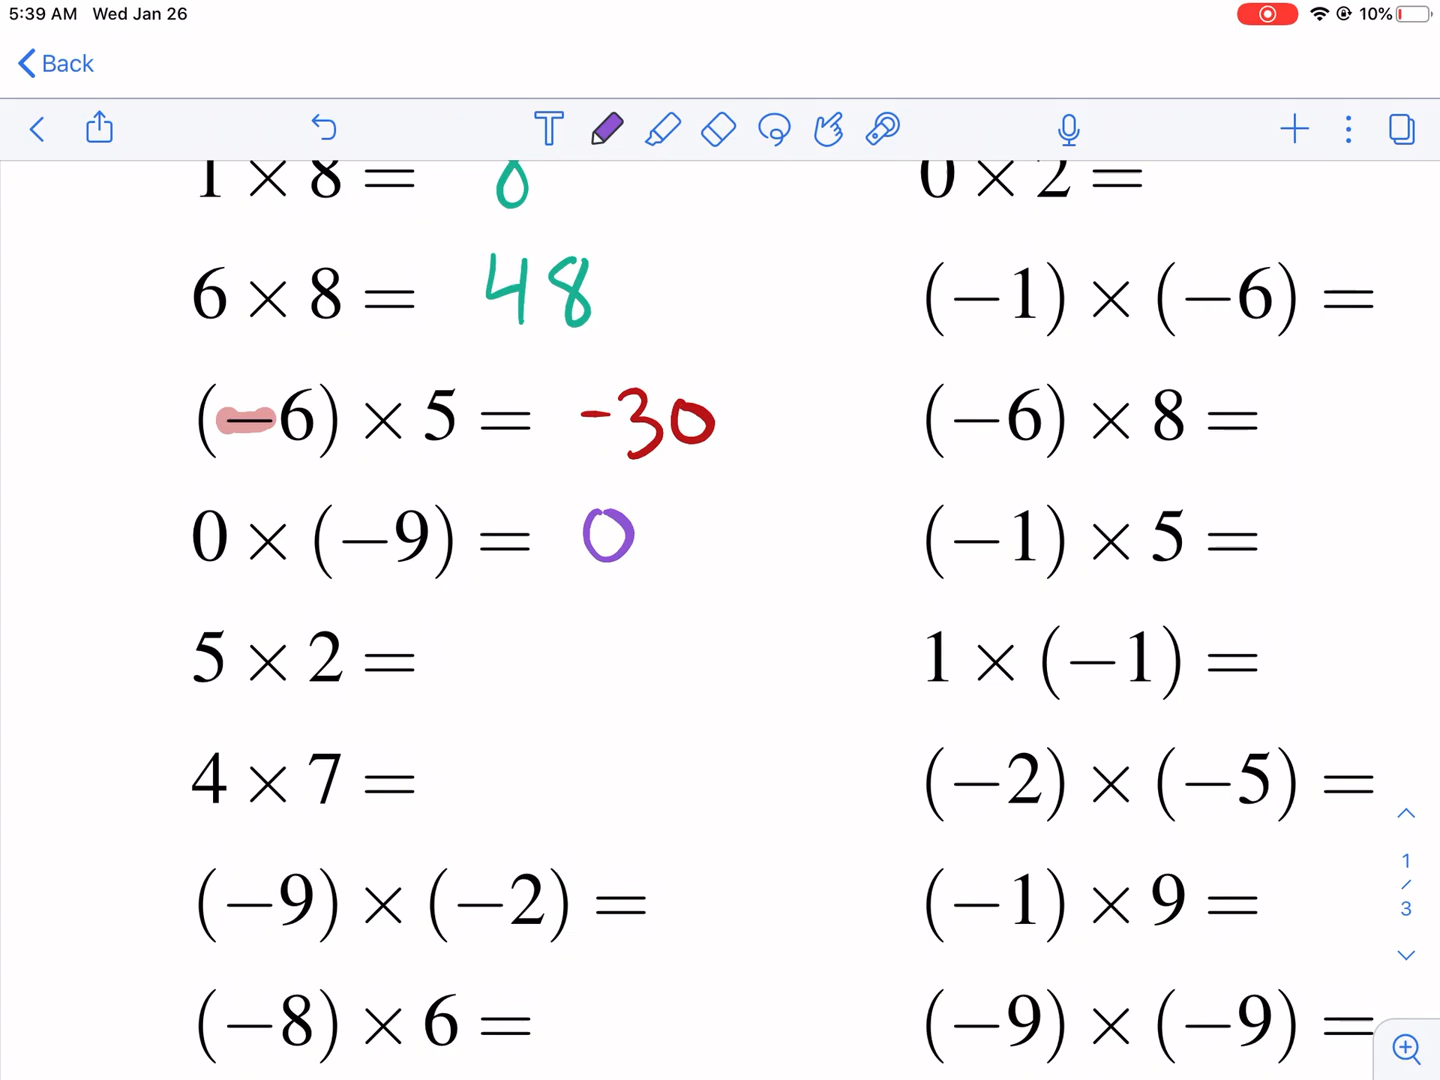 5:39 AM Wed Jan 26
10%
Back
T
1 × 8 = 8
6 × 8 = 48
(−6) × 5 = -30
0 × (−9) = 0
5 × 2 =
4 × 7 =
(−9) × (−2) =
(−8) × 6 =
0 × 2 =
(−1) × (−6) =
(−6) × 8 =
(−1) × 5 =
1 × (−1) =
(−2) × (−5) =
(−1) × 9 =
(−9) × (−9) =
1
/
3